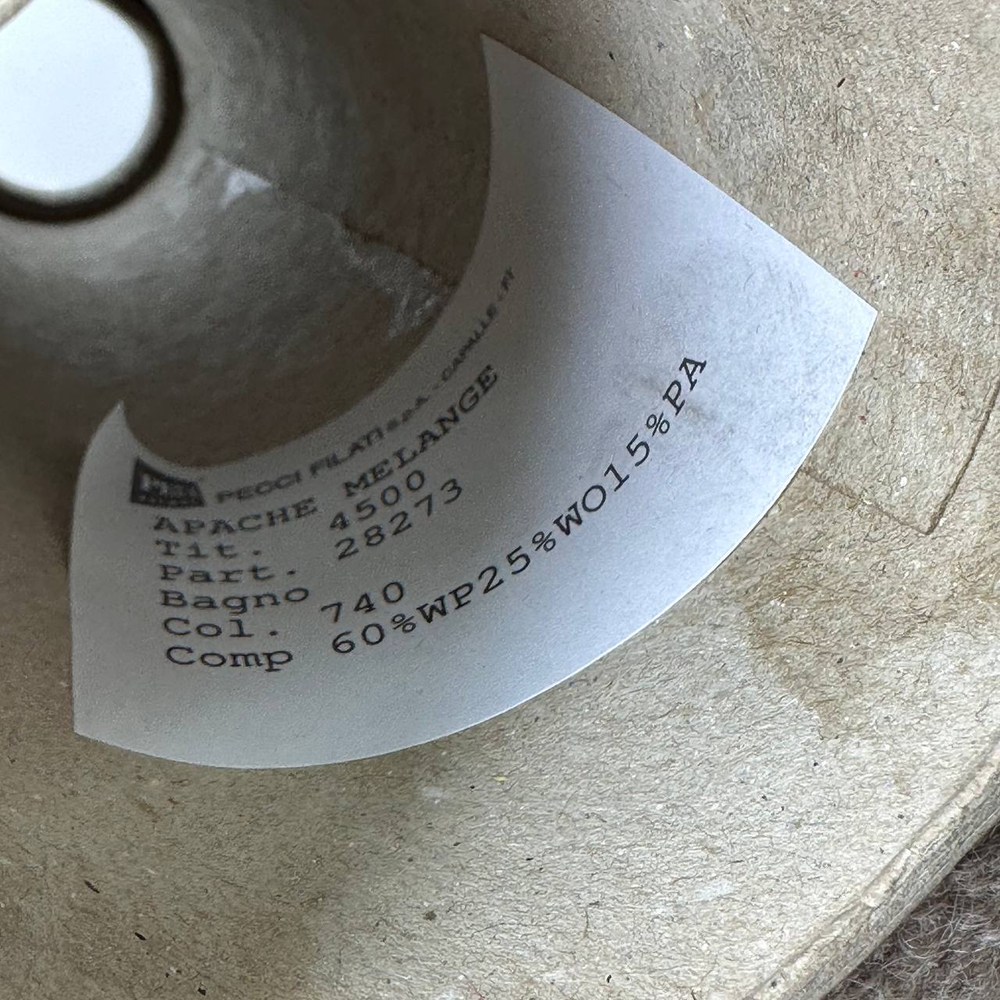 PECCI FILATI s.p.A. - CAPALLE - FI
APACHE MELANGE
Tit. 4500
Part. 28273
Bagno
Col. 740
Comp 60%WP25%WO15%PA